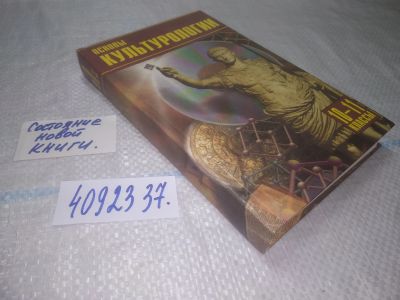 ОСНОВЫ
КУЛЬТУРОЛОГИИ
10-11
КЛАССЫ
Состояние
новой
книги.
4092337.